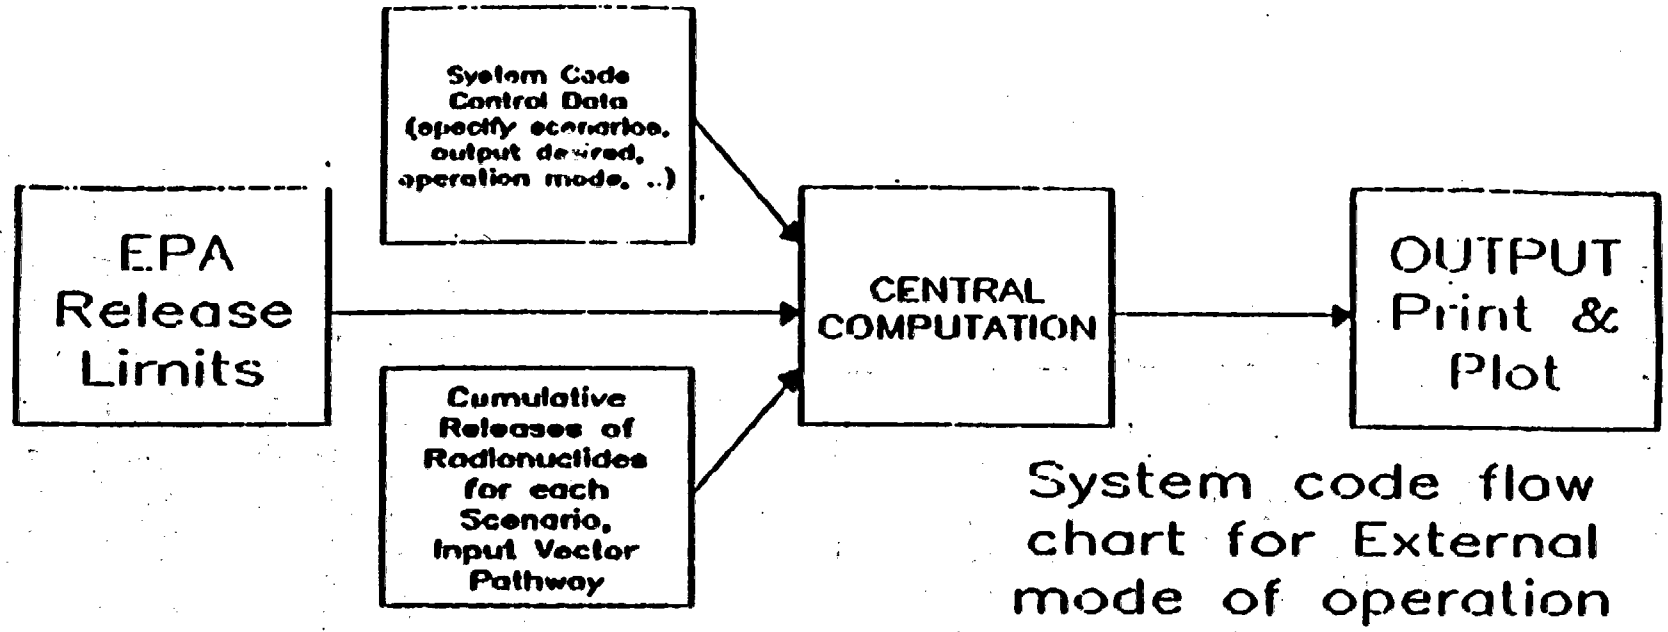 System Code
Control Data
(specify scenarios,
output desired,
operation mode, ..)
EPA
Release
Limits
CENTRAL
COMPUTATION
OUTPUT
Print &
Plot
Cumulative
Releases of
Radionuclides
for each
Scenario,
Input Vector
Pathway
System code flow
chart for External
mode of operation